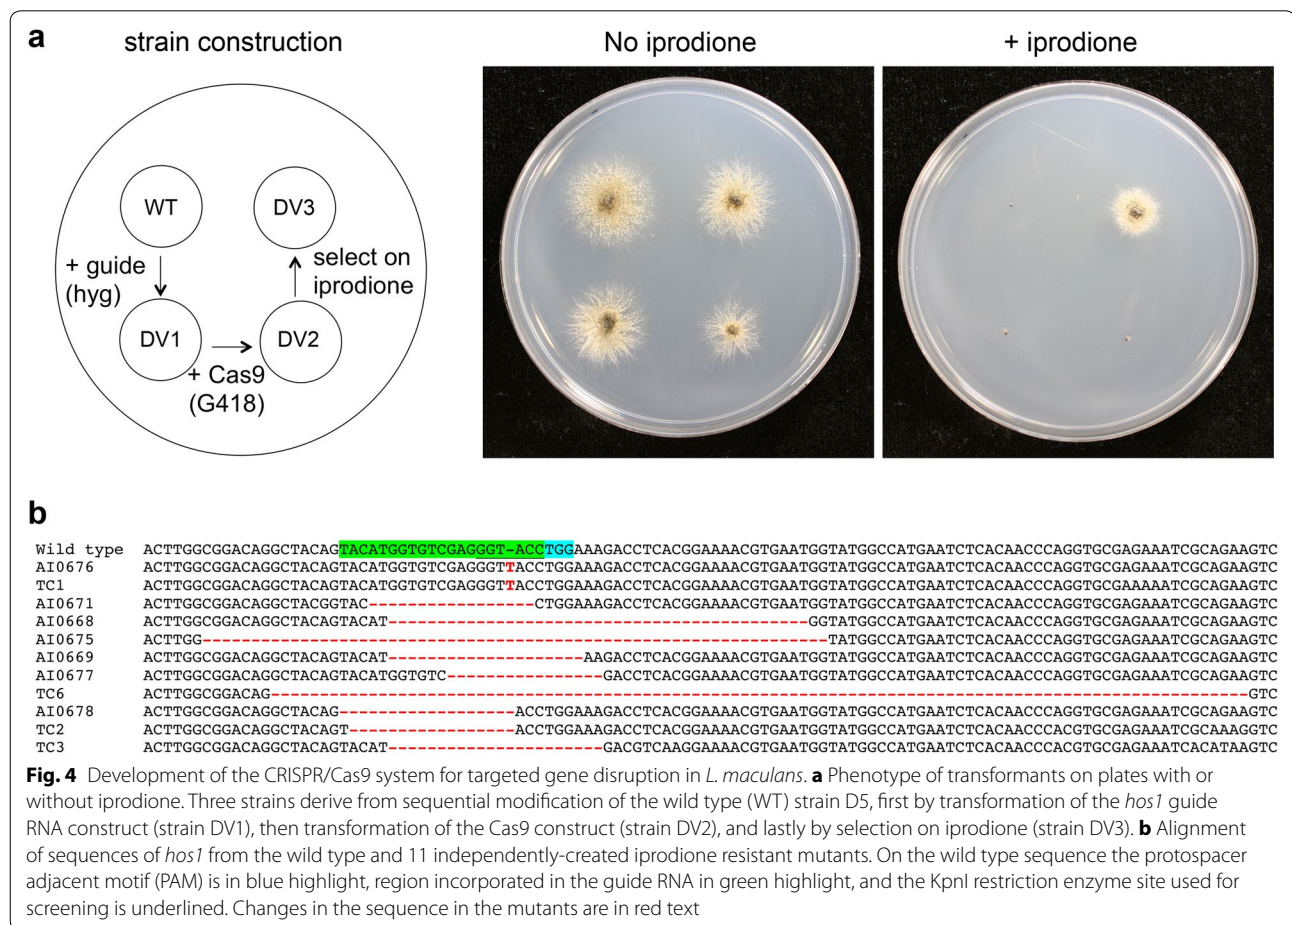 a
strain construction
No iprodione
+ iprodione
WT
DV3
+ guide
(hyg)
select on
iprodione
DV1
DV2
+ Cas9
(G418)
b
Wild type ACTTGGCGGACAGGCTACAGTACATGGTGTCGAGGGT-ACCTGGAAAGACCTCACGGAAAACGTGAATGGTATGGCCATGAATCTCACAACCCAGGTGCGAGAAATCGCAGAAGTC
AI0676 ACTTGGCGGACAGGCTACAGTACATGGTGTCGAGGGTTACCTGGAAAGACCTCACGGAAAACGTGAATGGTATGGCCATGAATCTCACAACCCAGGTGCGAGAAATCGCAGAAGTC
TC1 ACTTGGCGGACAGGCTACAGTACATGGTGTCGAGGGTTACCTGGAAAGACCTCACGGAAAACGTGAATGGTATGGCCATGAATCTCACAACCCAGGTGCGAAAAATCGCAGAAGTC
AI0671 ACTTGGCGGACAGGCTACGGTAC-----------------CTGGAAAGACCTCACGGAAAACGTGAATGGTATGGCCATGAATCTCACAACCCAGGTGCGAGAAATCGCAGAAGTC
AI0668 ACTTGGCGGACAGGCTACAGTACAT-------------------------------------------GGTATGGCCATGAATCTCACAACCCAGGTGCGAGAAATCGCAGAAGTC
AI0675 ACTTGG----------------------------------------------------------------TATGGCCATGAATCTCACAACCCAGGTGCGAGAAATCGCAGAAGTC
AI0669 ACTTGGCGGACAGGCTACAGTACAT--------------------AAGACCTCACGGAAAACGTGAATGGTATGGCCATGAATCTCACAACCCAGGTGCGAGAAATCGCAGAAGTC
AI0677 ACTTGGCGGACAGGCTACAGTACATGGTGTC----------------GACCTCACGGAAAACGTGAATGGTATGGCCATGAATCTCACAACCCAGGTGCGAGAAATCGCAGAAGTC
TC6 ACTTGGCGGACAG----------------------------------------------------------------------------------------------------GTC
AI0678 ACTTGGCGGACAGGCTACAG------------------ACCTGGAAAGACCTCACGGAAAACGTGAATGGTATGGCCATGAATCTCACAACCCAGGTGCGAGAAATCGCAGAAGTC
TC2 ACTTGGCGGACAGGCTACAGT-----------------ACCTGGAAAGACCTCACGGAAAACGTGAATGGTATGGCCATGAATCTCACAACCCAGGTGCGAGAAATCGCAAAGGTC
TC3 ACTTGGCGGACAGGCTACAGTACAT----------------------GACGTCAAGGAAAACGTGAATGGTATGGCCATGAATCTCACAACCCACGTGCGAGAAATCACATAAGTC
Fig. 4 Development of the CRISPR/Cas9 system for targeted gene disruption in L. maculans. a Phenotype of transformants on plates with or
without iprodione. Three strains derive from sequential modification of the wild type (WT) strain D5, first by transformation of the hos1 guide
RNA construct (strain DV1), then transformation of the Cas9 construct (strain DV2), and lastly by selection on iprodione (strain DV3). b Alignment
of sequences of hos1 from the wild type and 11 independently-created iprodione resistant mutants. On the wild type sequence the protospacer
adjacent motif (PAM) is in blue highlight, region incorporated in the guide RNA in green highlight, and the KpnI restriction enzyme site used for
screening is underlined. Changes in the sequence in the mutants are in red text